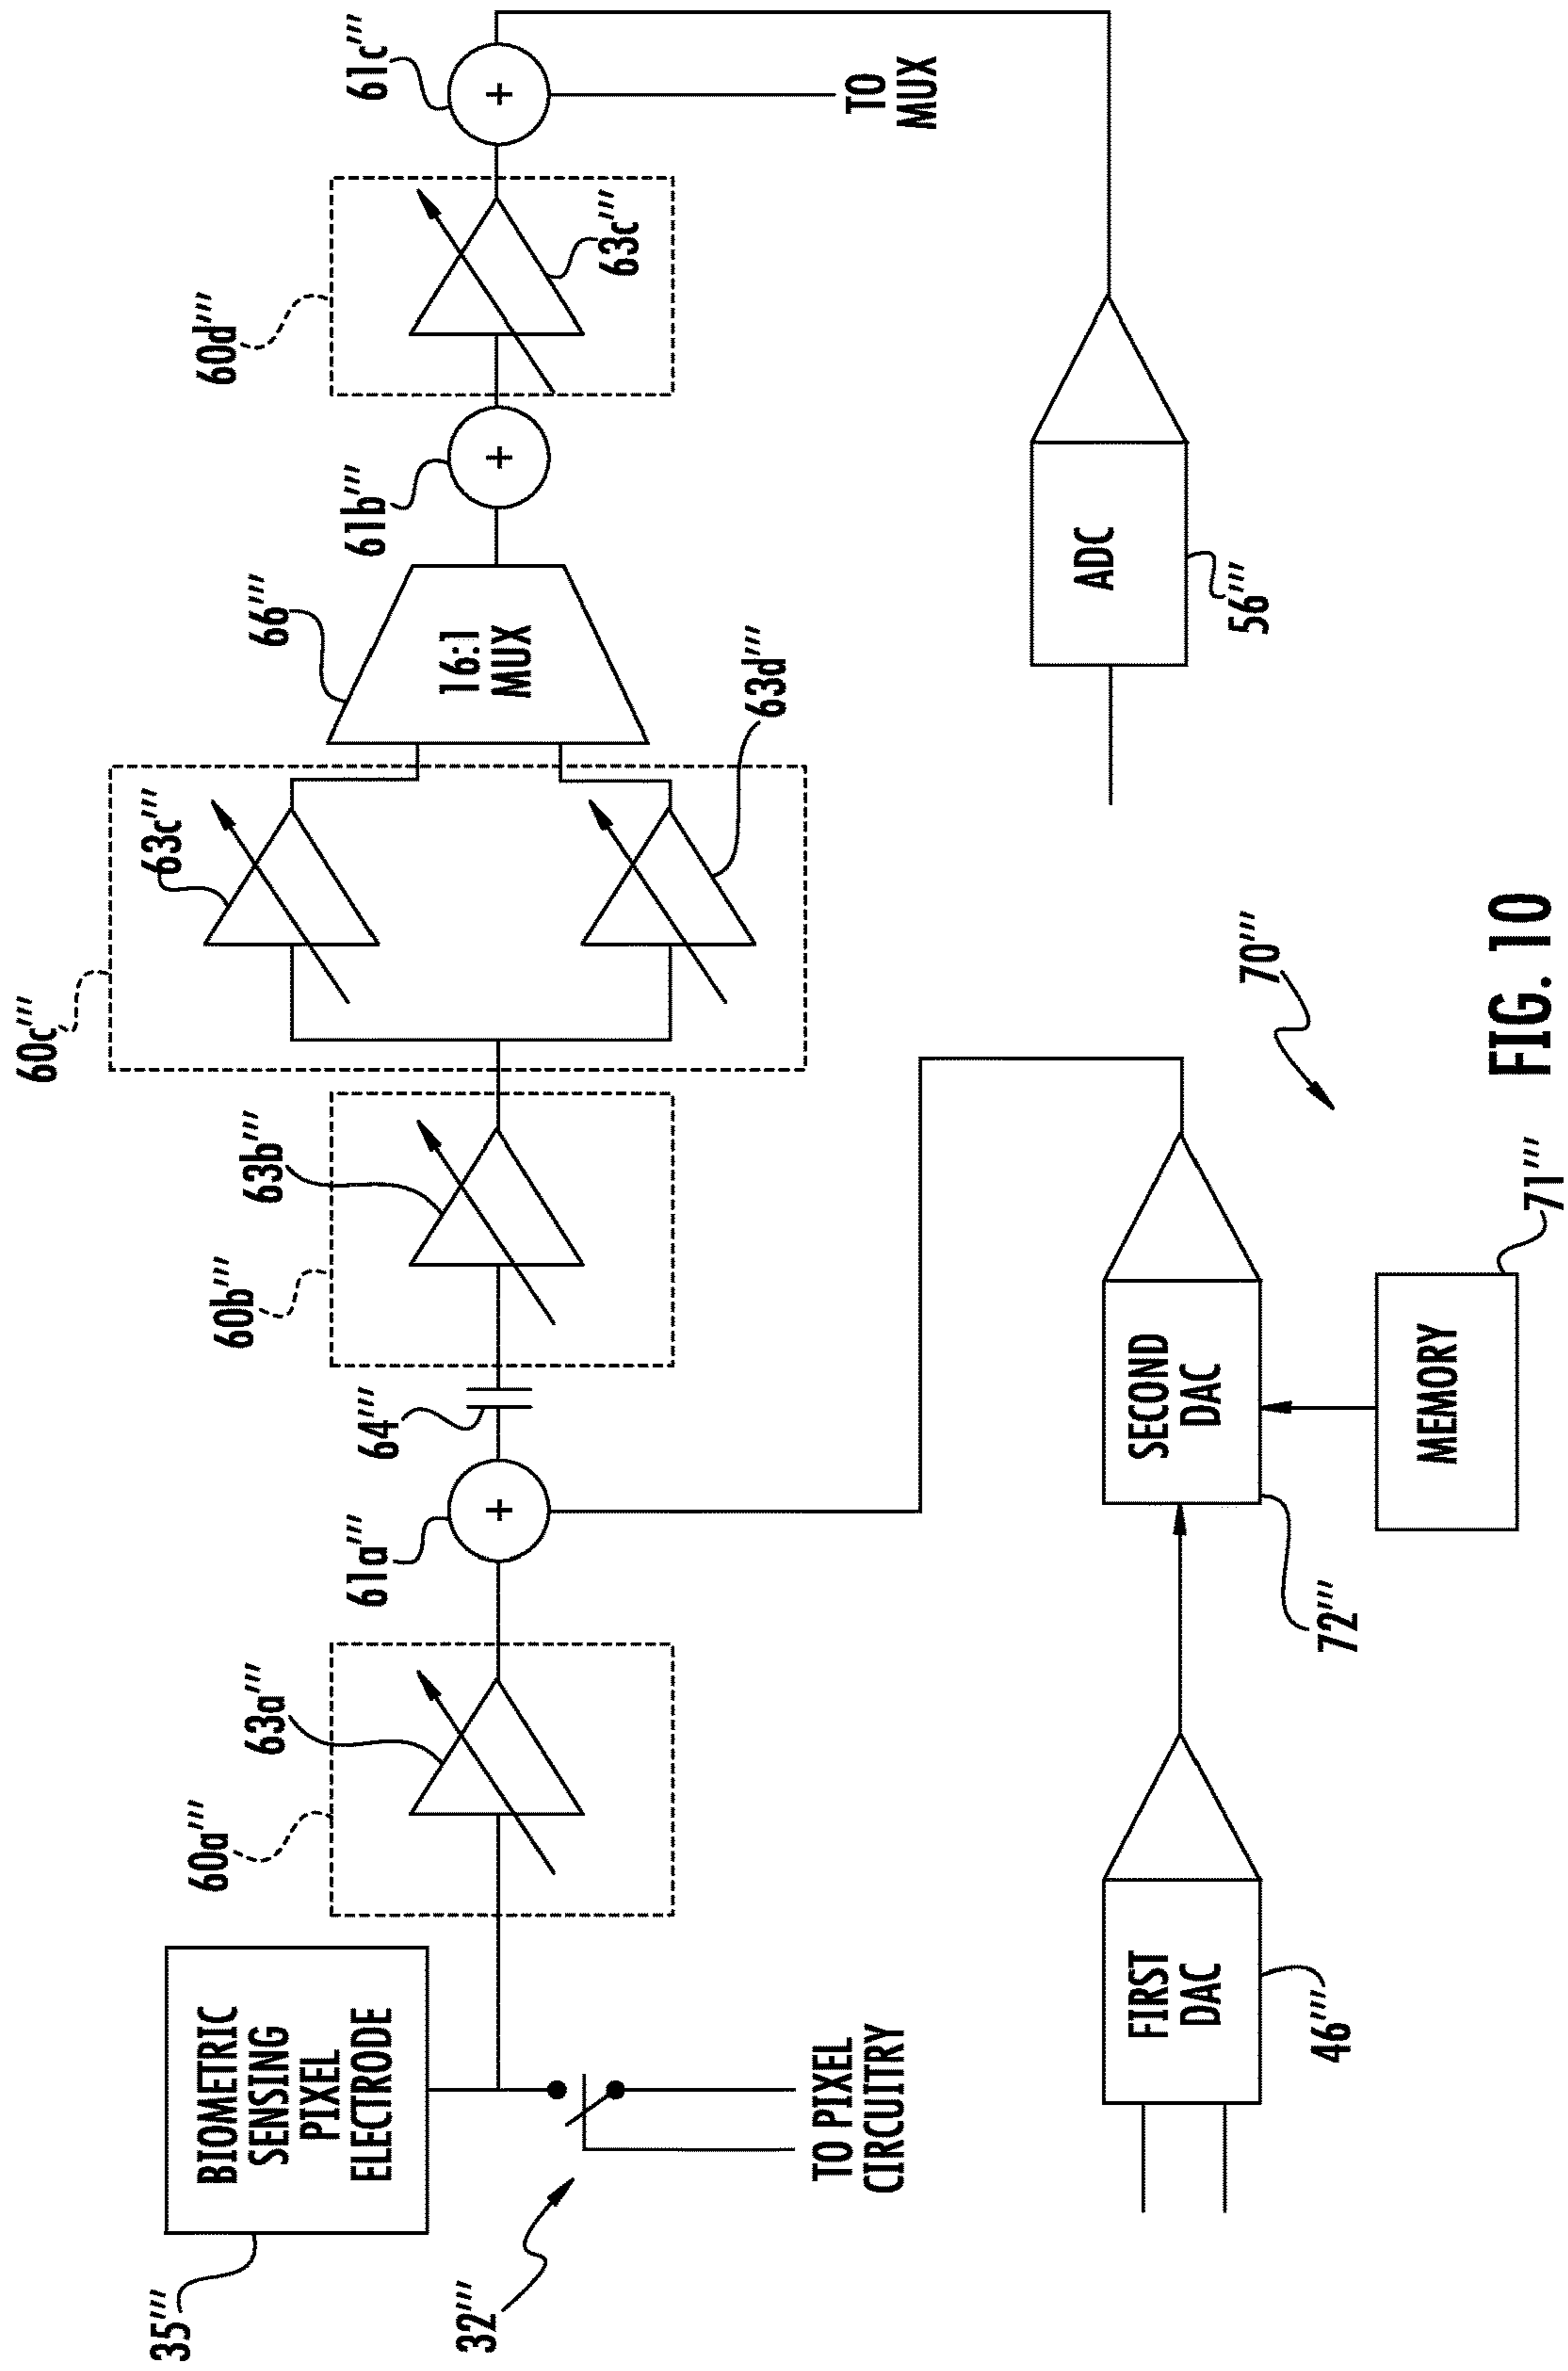 35'''
BIOMETRIC
SENSING
PIXEL
ELECTRODE
32'''
TO PIXEL
CIRCUITRY
60a'''
63a'''
61a'''
64'''
60b'''
63b'''
60c'''
63c'''
63d'''
66'''
16:1
MUX
61b'''
60d'''
63c'''
61c'''
TO
MUX
FIRST
DAC
46'''
SECOND
DAC
72'''
MEMORY
71'''
70'''
ADC
56'''
FIG. 10